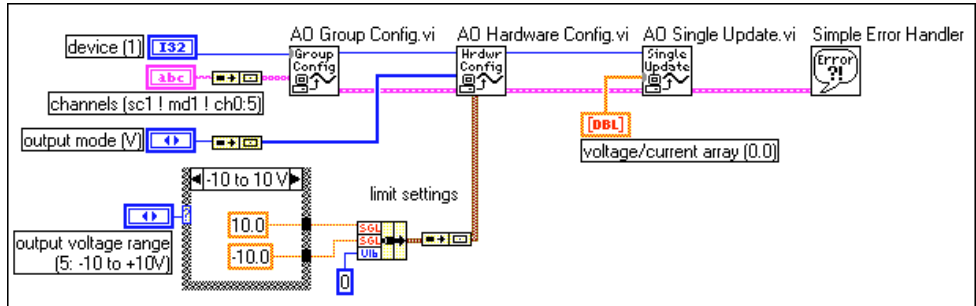 AO Group Config.vi
AO Hardware Config.vi
AO Single Update.vi
Simple Error Handler
device (1)
I32
Group
Config
Hrdwr
Config
Single
Update
Error
?!
abc
channels (sc1 ! md1 ! ch0:5)
output mode (V)
[DBL]
voltage/current array (0.0)
-10 to 10 V
limit settings
?
10.0
-10.0
SGL
SGL
U16
0
output voltage range
(5: -10 to +10V)